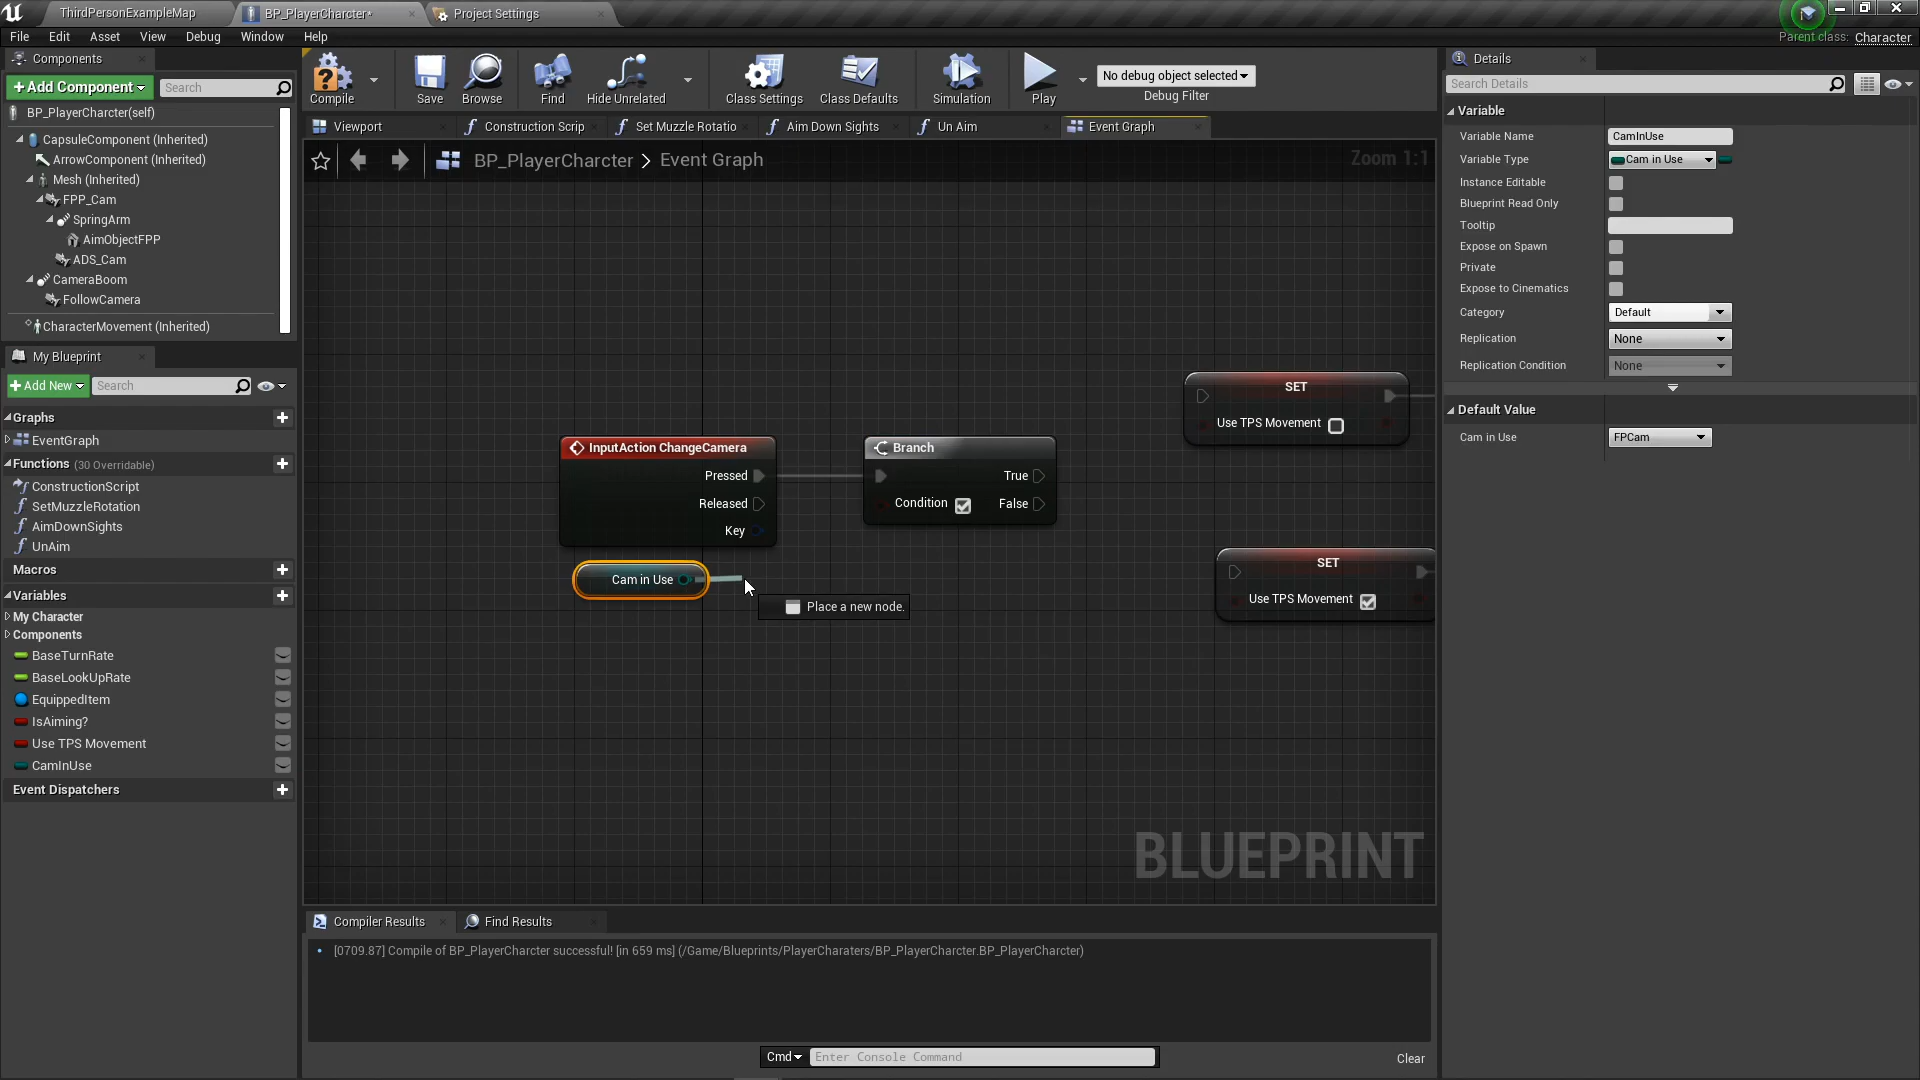 ThirdPersonExampleMap
BP_PlayerCharcter*
Project Settings
File Edit Asset View Debug Window Help
Parent class: Character
Components
+Add Component
Search
BP_PlayerCharcter(self)
CapsuleComponent (Inherited)
ArrowComponent (Inherited)
Mesh (Inherited)
FPP_Cam
SpringArm
AimObjectFPP
ADS_Cam
CameraBoom
FollowCamera
CharacterMovement (Inherited)
My Blueprint
+Add New
Search
Graphs
EventGraph
Functions (30 Overridable)
ConstructionScript
SetMuzzleRotation
AimDownSights
UnAim
Macros
Variables
My Character
Components
BaseTurnRate
BaseLookUpRate
EquippedItem
IsAiming?
Use TPS Movement
CamInUse
Event Dispatchers
Compile Save Browse Find Hide Unrelated Class Settings Class Defaults Simulation Play
No debug object selected
Debug Filter
Viewport Construction Scrip Set Muzzle Rotatio Aim Down Sights Un Aim Event Graph
BP_PlayerCharcter > Event Graph
Zoom 1:1
InputAction ChangeCamera
Pressed
Released
Key
Branch
True
Condition
False
SET
Use TPS Movement
SET
Use TPS Movement
Cam in Use
Place a new node.
BLUEPRINT
Compiler Results
Find Results
[0709.87] Compile of BP_PlayerCharcter successful! [in 659 ms] (/Game/Blueprints/PlayerCharaters/BP_PlayerCharcter.BP_PlayerCharcter)
Cmd
Enter Console Command
Clear
Details
Search Details
Variable
Variable Name CamInUse
Variable Type Cam in Use
Instance Editable
Blueprint Read Only
Tooltip
Expose on Spawn
Private
Expose to Cinematics
Category Default
Replication None
Replication Condition None
Default Value
Cam in Use FPCam